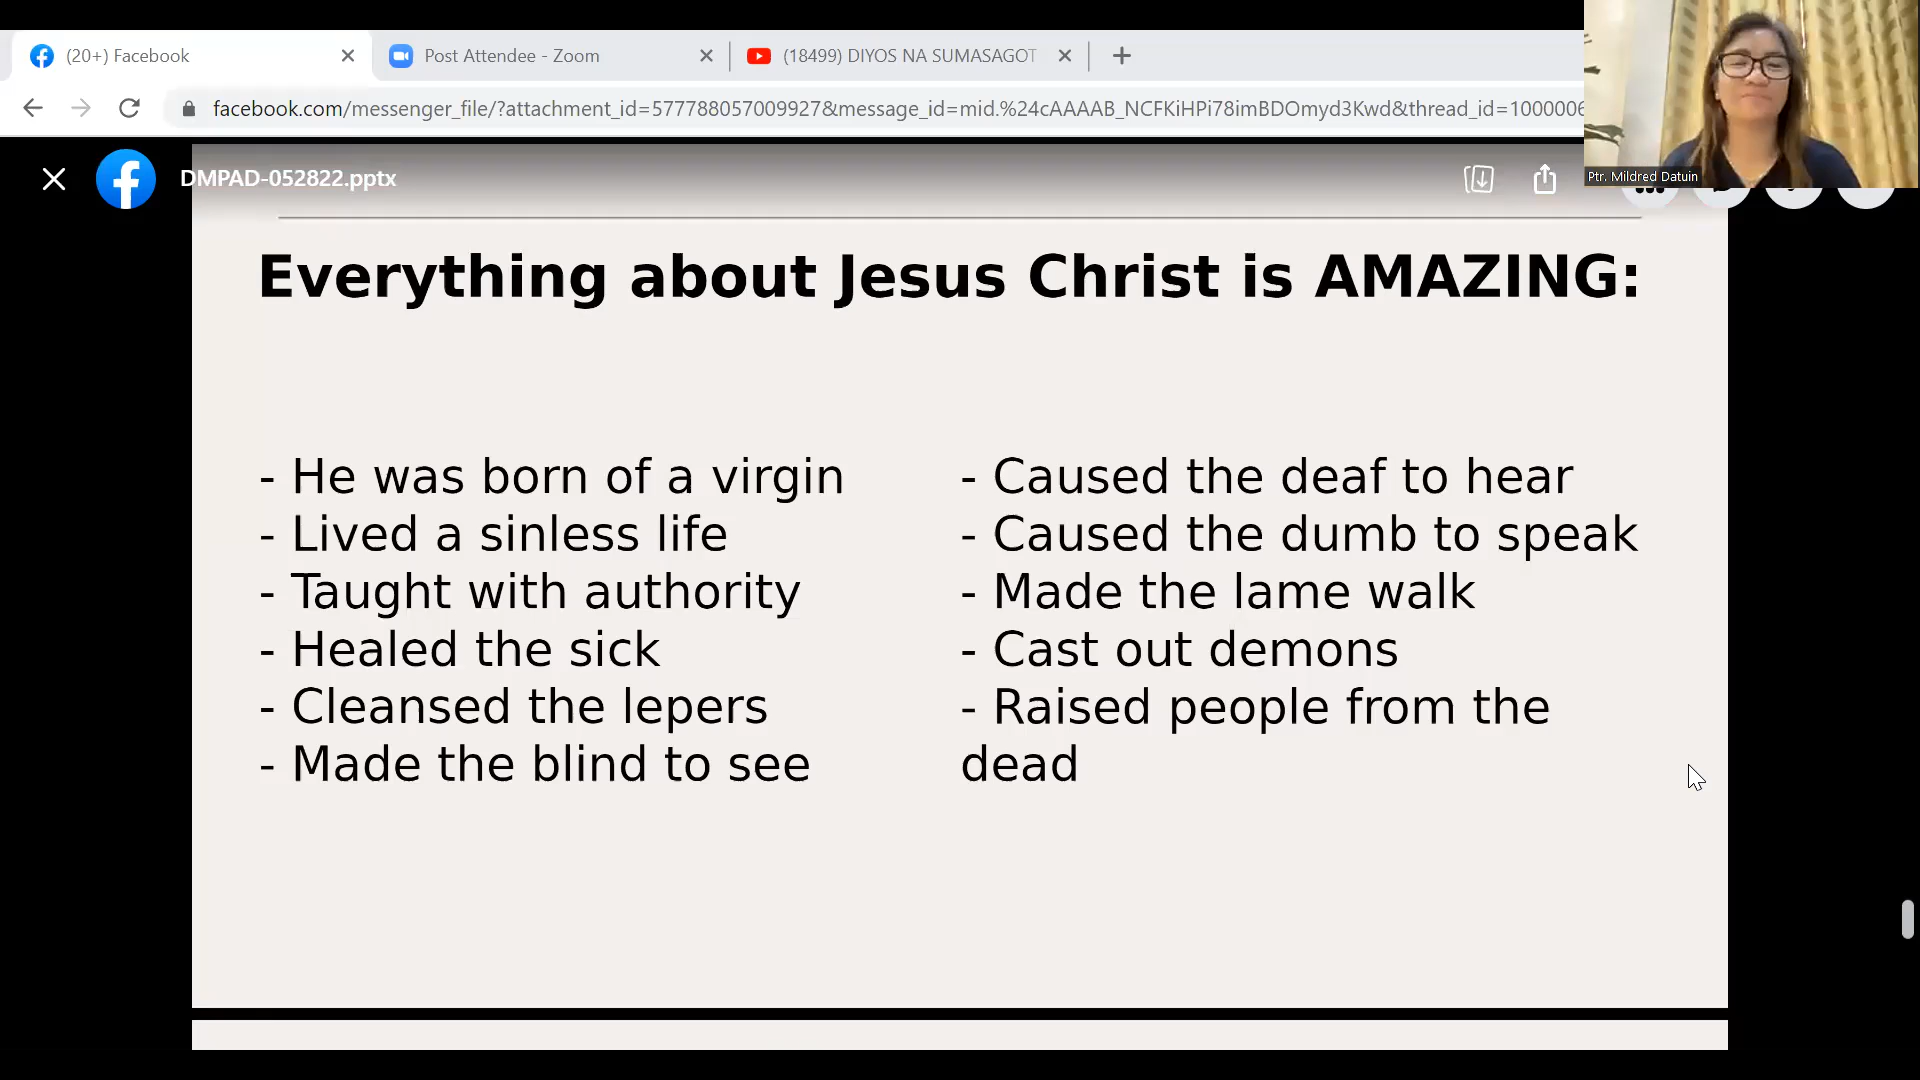 (20+) Facebook
Post Attendee - Zoom
(18499) DIYOS NA SUMASAGOT
facebook.com/messenger_file/?attachment_id=577788057009927&message_id=mid.%24cAAAAB_NCFKiHPi78imBDOmyd3Kwd&thread_id=1000006
Ptr. Mildred Datuin
DMPAD-052822.pptx
Everything about Jesus Christ is AMAZING:
- He was born of a virgin
- Lived a sinless life
- Taught with authority
- Healed the sick
- Cleansed the lepers
- Made the blind to see
- Caused the deaf to hear
- Caused the dumb to speak
- Made the lame walk
- Cast out demons
- Raised people from the
dead